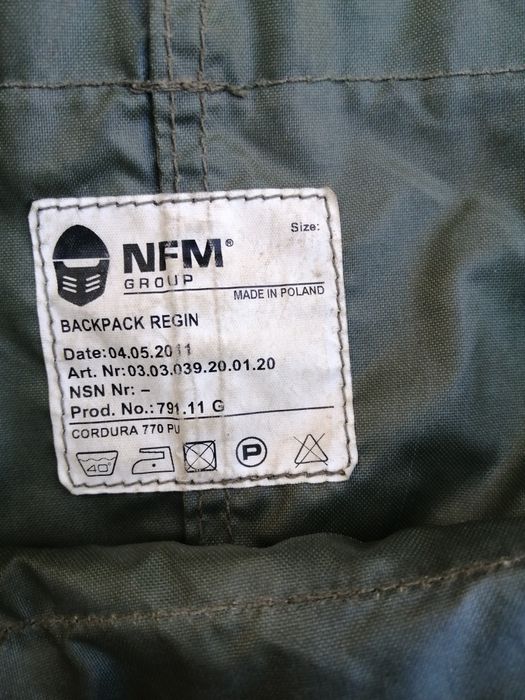 Size:
NFM®
GROUP
MADE IN POLAND
BACKPACK REGIN
Date:04.05.2011
Art. Nr:03.03.039.20.01.20
NSN Nr: –
Prod. No.:791.11 G
CORDURA 770 PU
40° P